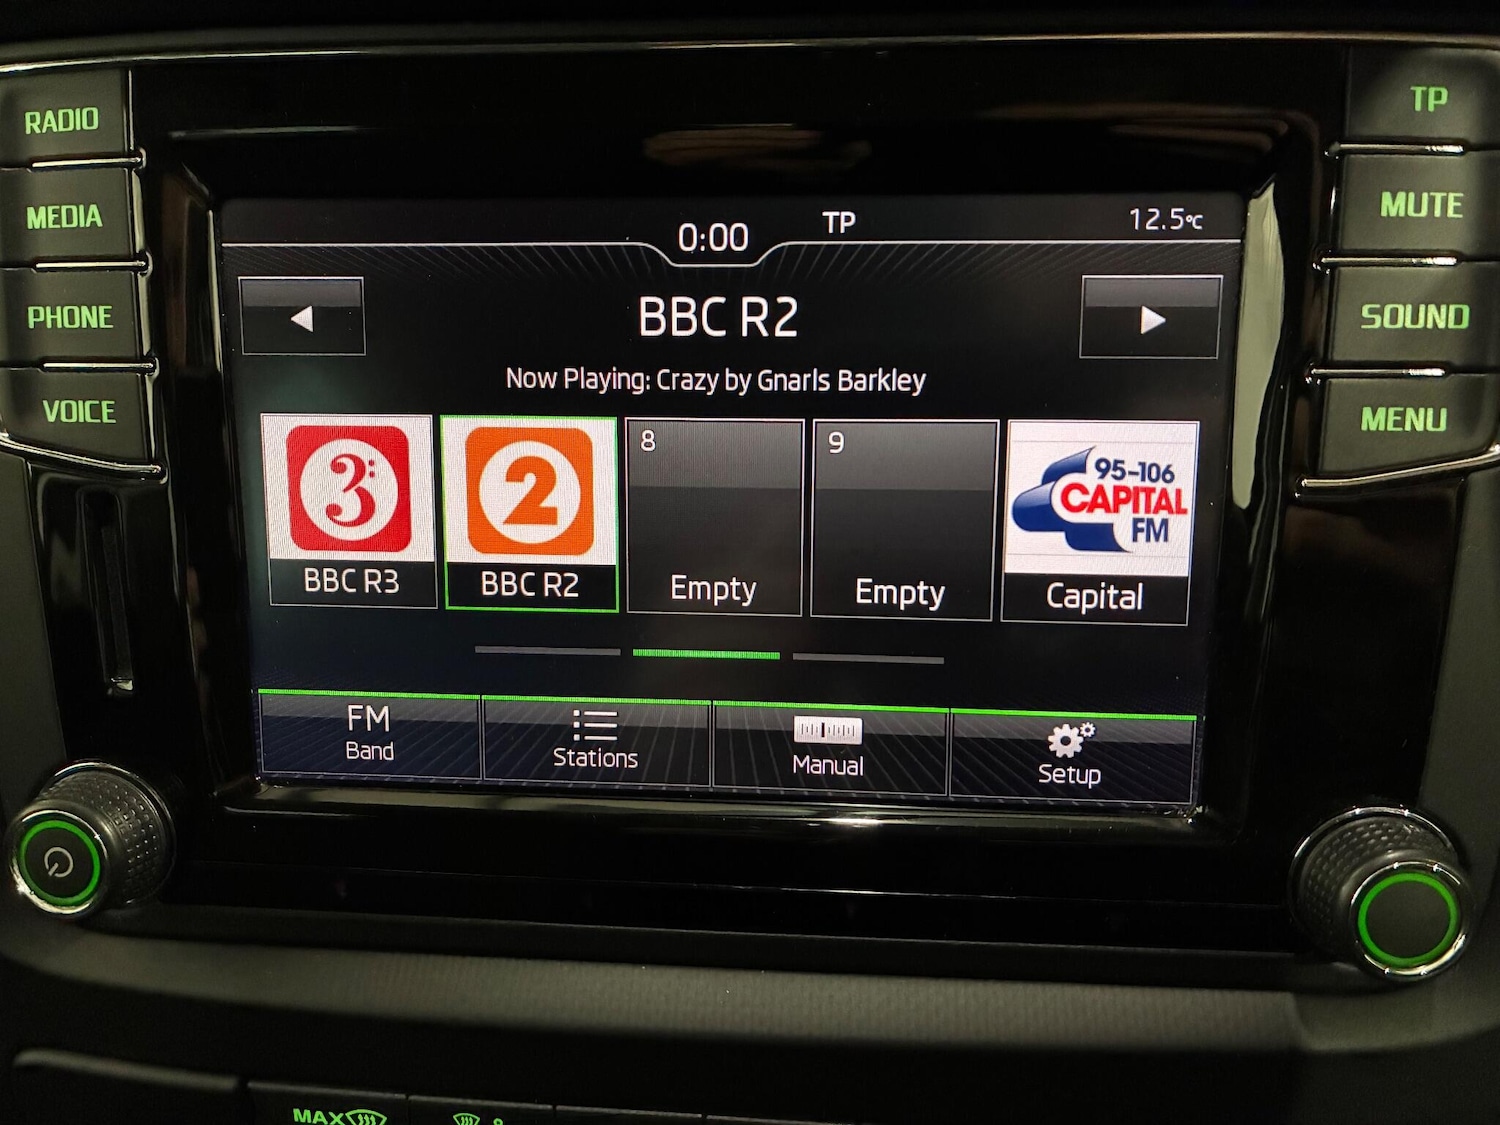 RADIO
MEDIA
PHONE
VOICE
TP
MUTE
SOUND
MENU
0:00
TP
12.5°C
BBC R2
Now Playing: Crazy by Gnarls Barkley
3
BBC R3
2
BBC R2
8
Empty
9
Empty
95-106
CAPITAL
FM
Capital
FM
Band
Stations
Manual
Setup
MAX